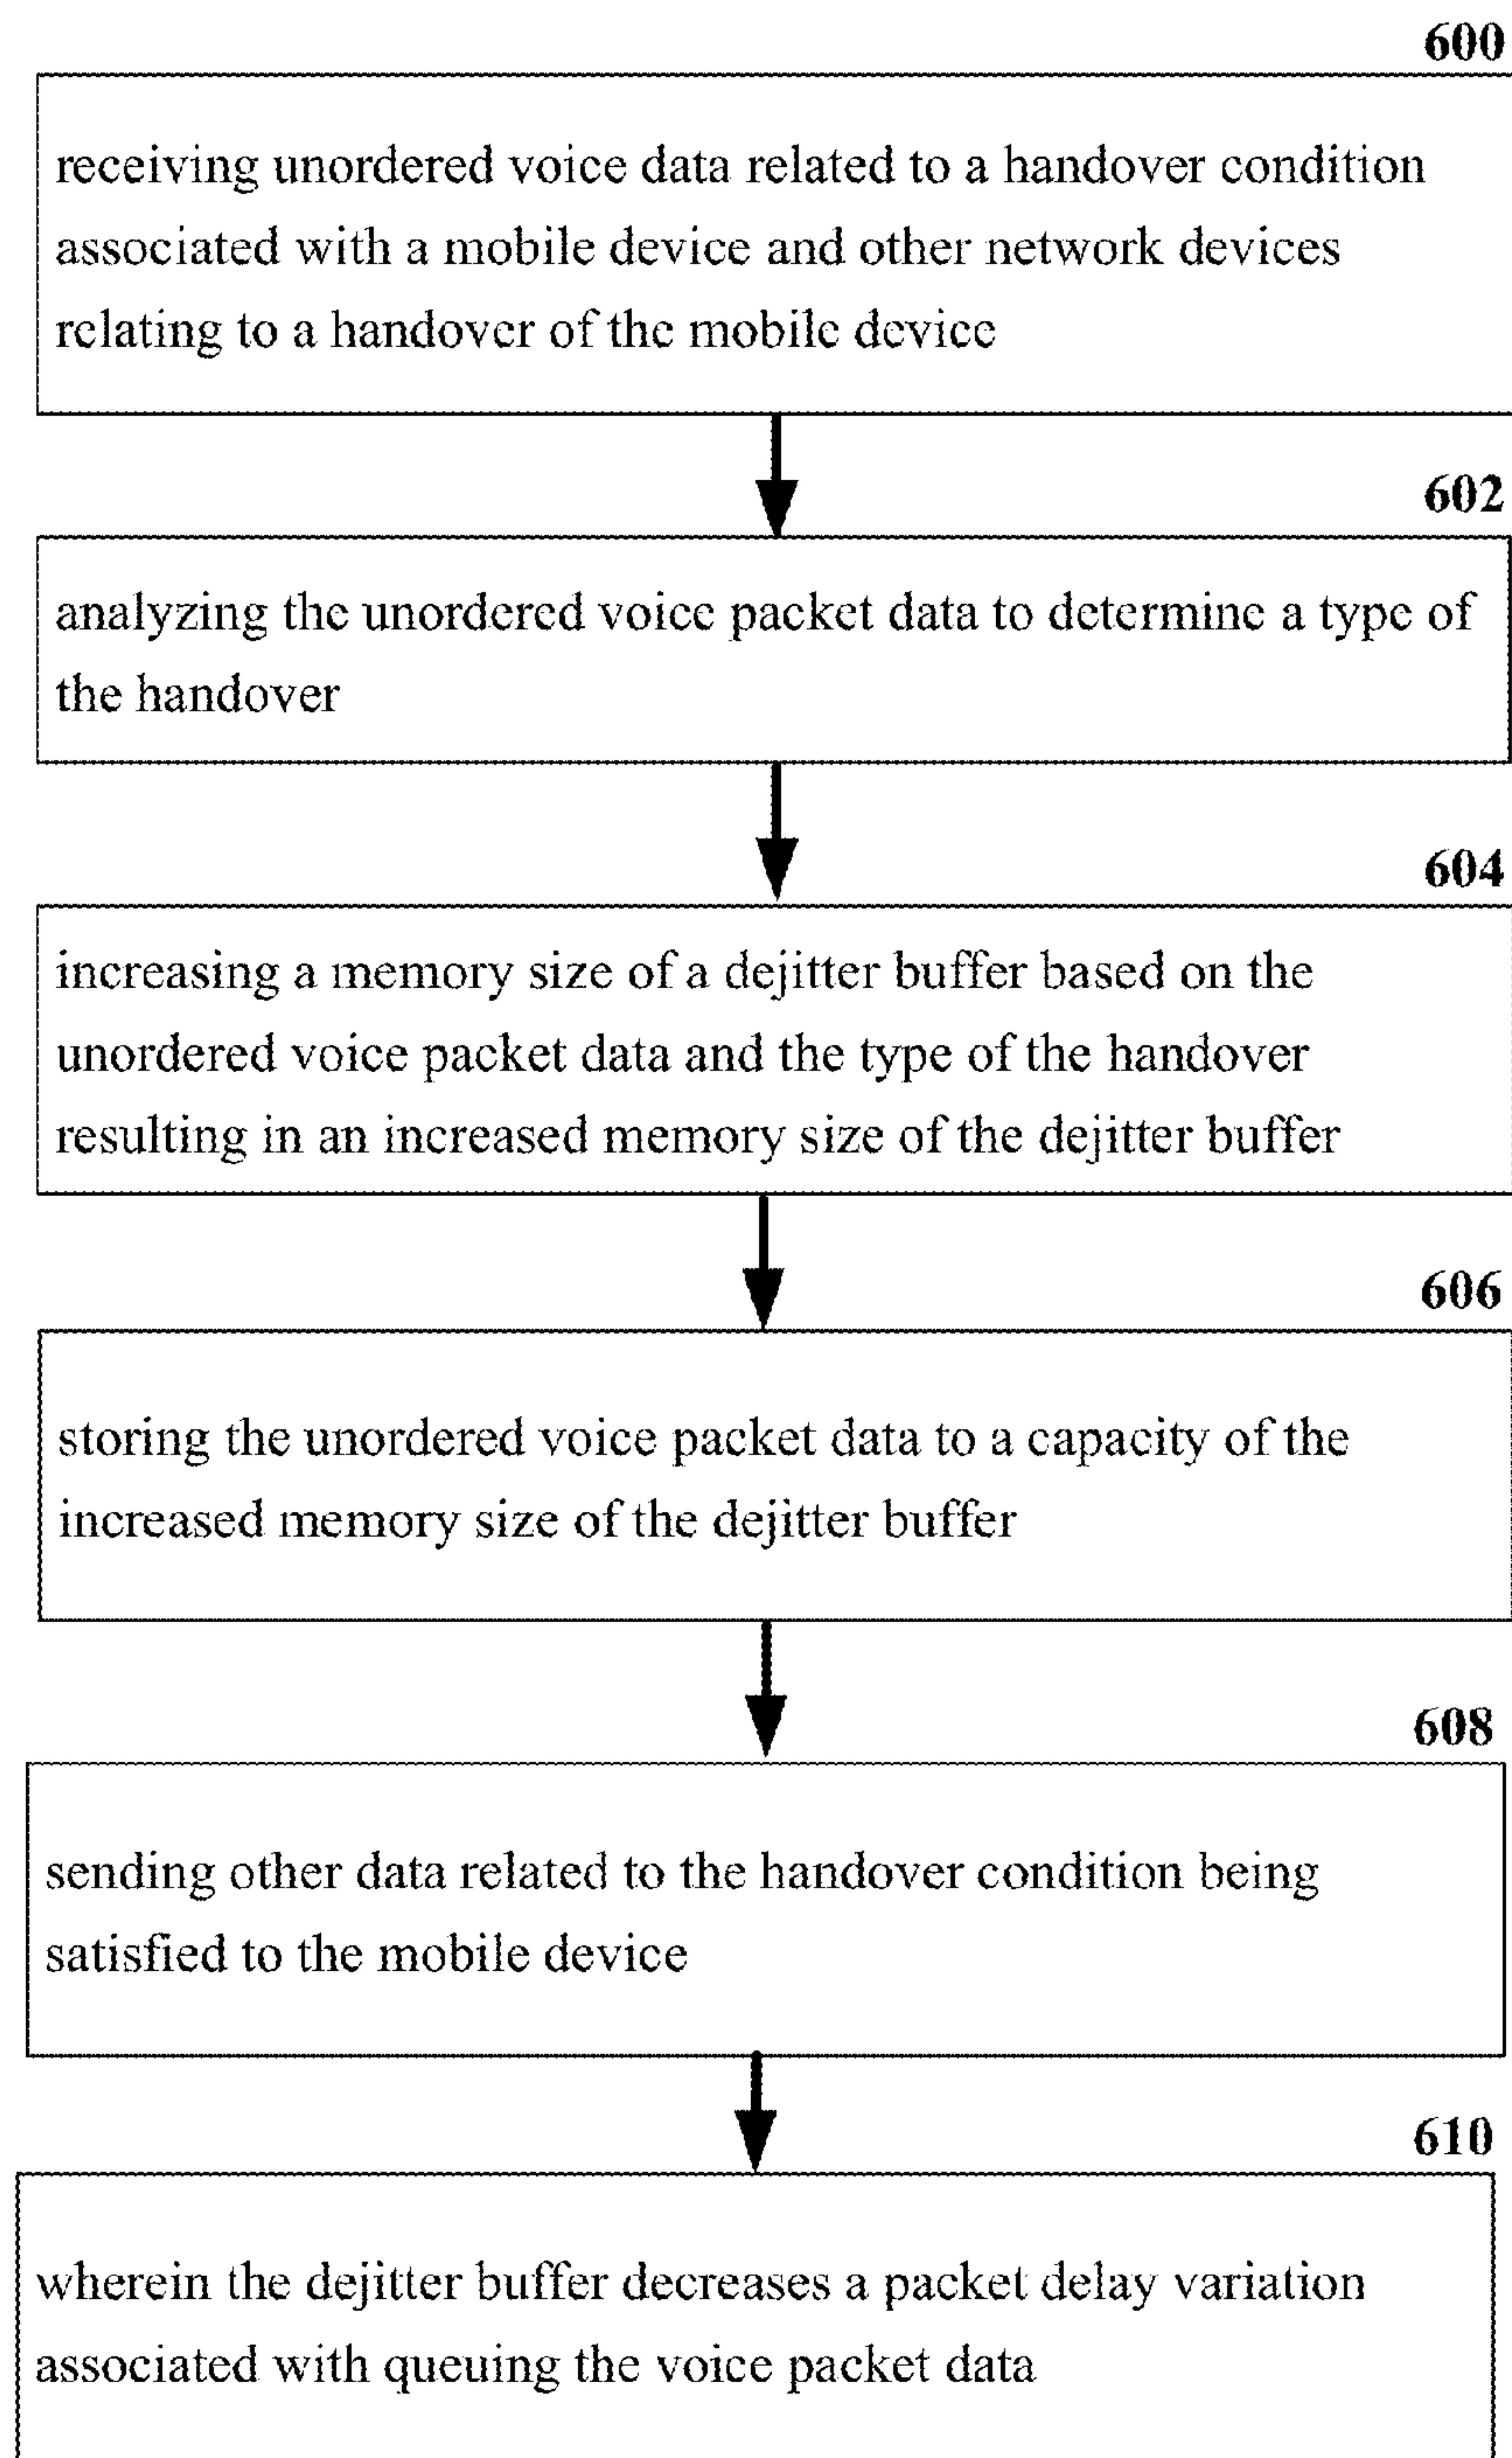 600
receiving unordered voice data related to a handover condition
associated with a mobile device and other network devices
relating to a handover of the mobile device
602
analyzing the unordered voice packet data to determine a type of
the handover
604
increasing a memory size of a dejitter buffer based on the
unordered voice packet data and the type of the handover
resulting in an increased memory size of the dejitter buffer
606
storing the unordered voice packet data to a capacity of the
increased memory size of the dejitter buffer
608
sending other data related to the handover condition being
satisfied to the mobile device
610
wherein the dejitter buffer decreases a packet delay variation
associated with queuing the voice packet data